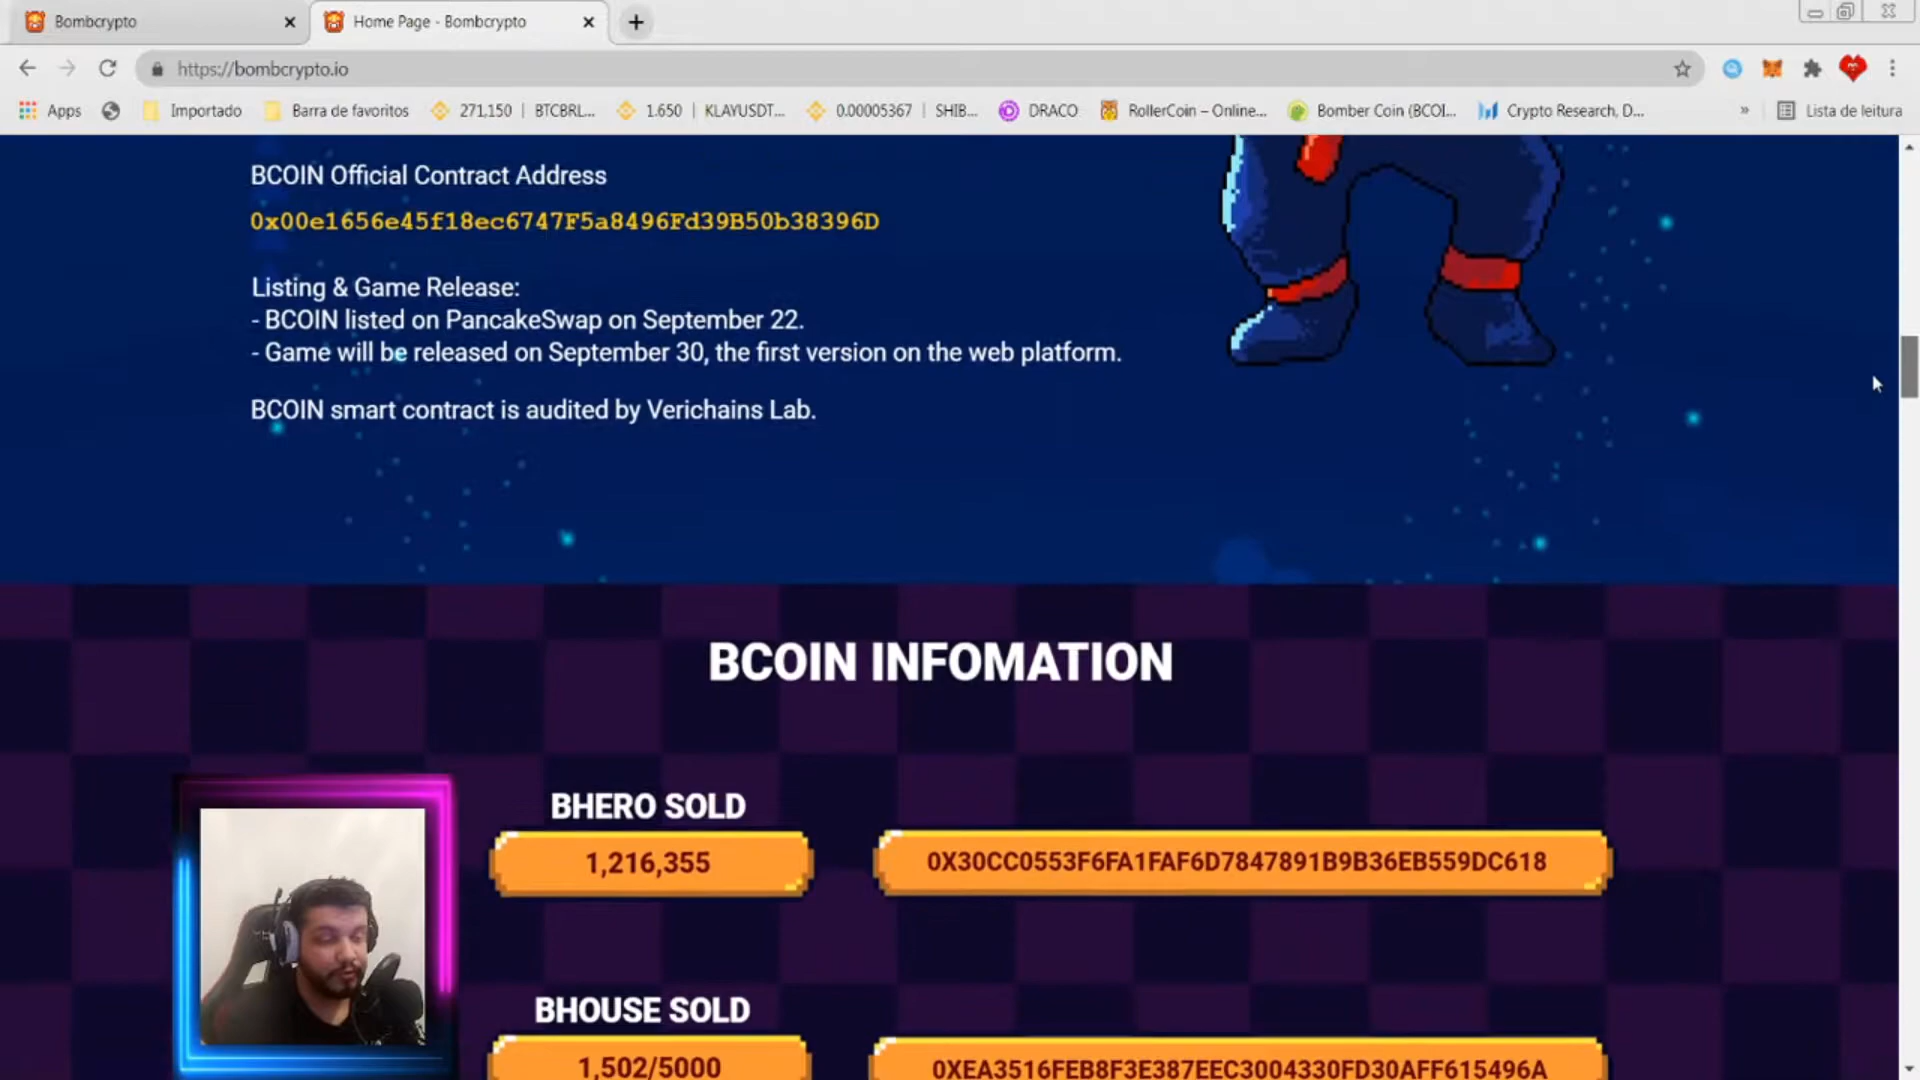 Bombcrypto
Home Page - Bombcrypto
https://bombcrypto.io
Apps
Importado
Barra de favoritos
271,150 | BTCBRL...
1.650 | KLAYUSDT...
0.00005367 | SHIB...
DRACO
RollerCoin – Online...
Bomber Coin (BCOI...
Crypto Research, D...
»
Lista de leitura
BCOIN Official Contract Address
0x00e1656e45f18ec6747F5a8496Fd39B50b38396D
Listing & Game Release:
- BCOIN listed on PancakeSwap on September 22.
- Game will be released on September 30, the first version on the web platform.
BCOIN smart contract is audited by Verichains Lab.
BCOIN INFOMATION
BHERO SOLD
1,216,355
0X30CC0553F6FA1FAF6D7847891B9B36EB559DC618
BHOUSE SOLD
1,502/5000
0XEA3516FEB8F3E387EEC3004330FD30AFF615496A